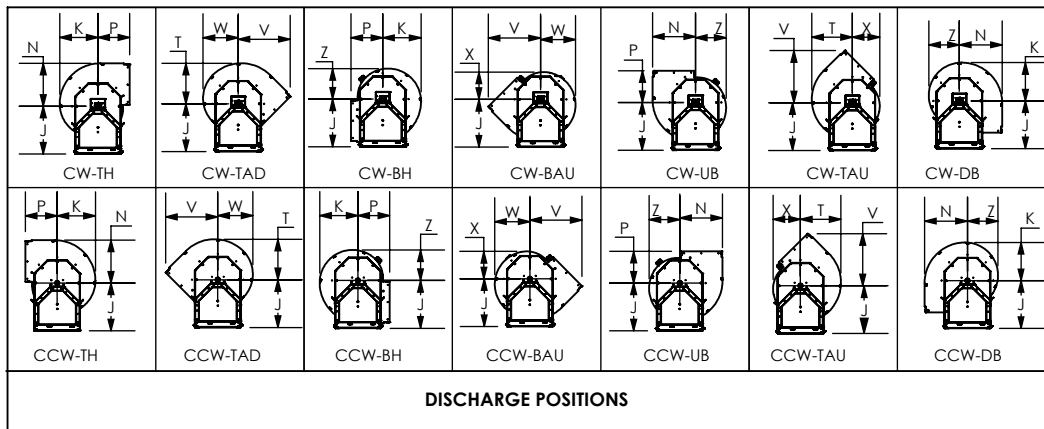 K P
N
J
CW-TH
W V
T
J
CW-TAD
P K
Z
J
CW-BH
V W
X
J
CW-BAU
N Z
P
J
CW-UB
T X
V
J
CW-TAU
Z N
K
J
CW-DB
P K
N
J
CCW-TH
V W
T
J
CCW-TAD
K P
Z
J
CCW-BH
W V
X
J
CCW-BAU
Z N
P
J
CCW-UB
X T
V
J
CCW-TAU
N Z
K
J
CCW-DB
DISCHARGE POSITIONS